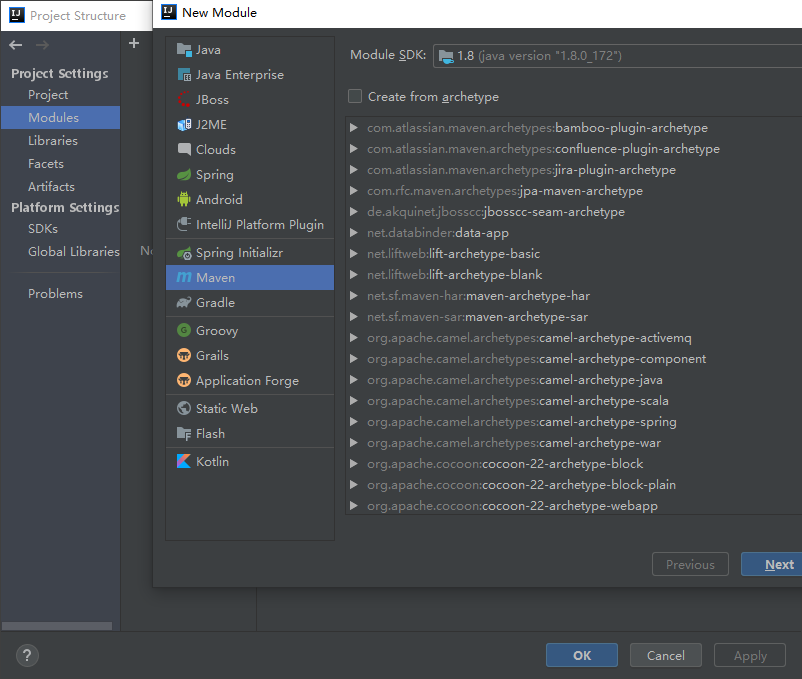 Project Structure
New Module
Project Settings
Project
Modules
Libraries
Facets
Artifacts
Platform Settings
SDKs
Global Libraries
Problems
No
Java
Java Enterprise
JBoss
J2ME
Clouds
Spring
Android
IntelliJ Platform Plugin
Spring Initializr
Maven
Gradle
Groovy
Grails
Application Forge
Static Web
Flash
Kotlin
Module SDK: 1.8 (java version "1.8.0_172")
Create from archetype
com.atlassian.maven.archetypes:bamboo-plugin-archetype
com.atlassian.maven.archetypes:confluence-plugin-archetype
com.atlassian.maven.archetypes:jira-plugin-archetype
com.rfc.maven.archetypes:jpa-maven-archetype
de.akquinet.jbosscc:jbosscc-seam-archetype
net.databinder:data-app
net.liftweb:lift-archetype-basic
net.liftweb:lift-archetype-blank
net.sf.maven-har:maven-archetype-har
net.sf.maven-sar:maven-archetype-sar
org.apache.camel.archetypes:camel-archetype-activemq
org.apache.camel.archetypes:camel-archetype-component
org.apache.camel.archetypes:camel-archetype-java
org.apache.camel.archetypes:camel-archetype-scala
org.apache.camel.archetypes:camel-archetype-spring
org.apache.camel.archetypes:camel-archetype-war
org.apache.cocoon:cocoon-22-archetype-block
org.apache.cocoon:cocoon-22-archetype-block-plain
org.apache.cocoon:cocoon-22-archetype-webapp
Previous
Next
?
OK
Cancel
Apply